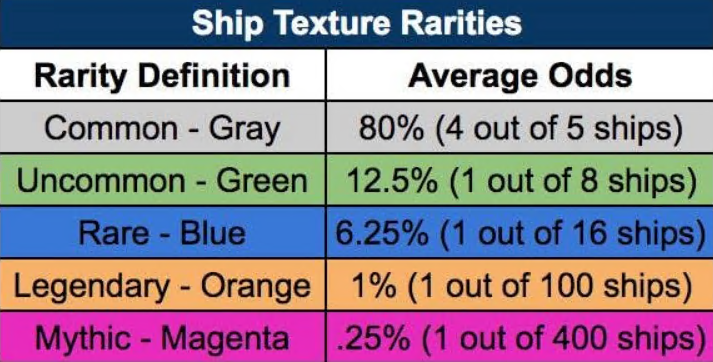 Ship Texture Rarities
Rarity Definition Average Odds
Common - Gray 80% (4 out of 5 ships)
Uncommon - Green 12.5% (1 out of 8 ships)
Rare - Blue 6.25% (1 out of 16 ships)
Legendary - Orange 1% (1 out of 100 ships)
Mythic - Magenta .25% (1 out of 400 ships)